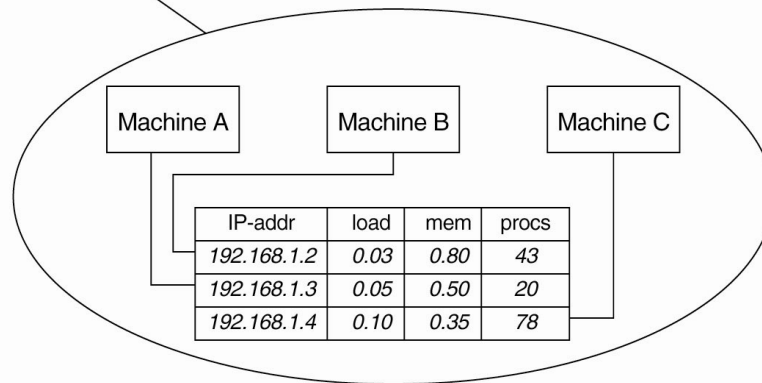 Machine A Machine B Machine C
IP-addr load mem procs
192.168.1.2 0.03 0.80 43
192.168.1.3 0.05 0.50 20
192.168.1.4 0.10 0.35 78